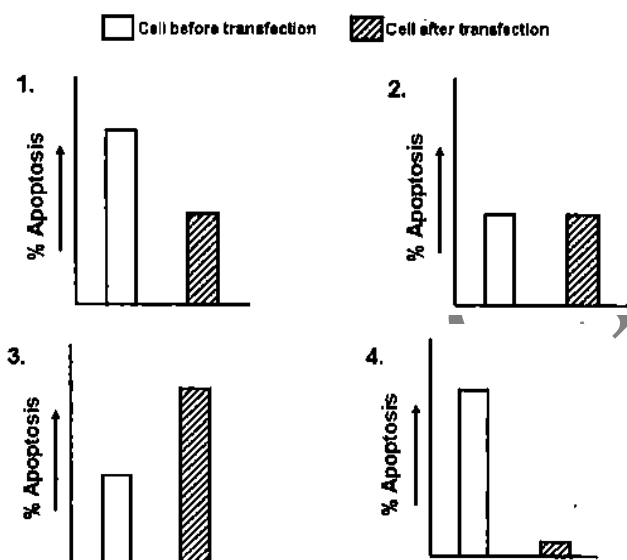 Cell before transfection Cell after transfection
1. 2.
% Apoptosis % Apoptosis
3. 4.
% Apoptosis % Apoptosis